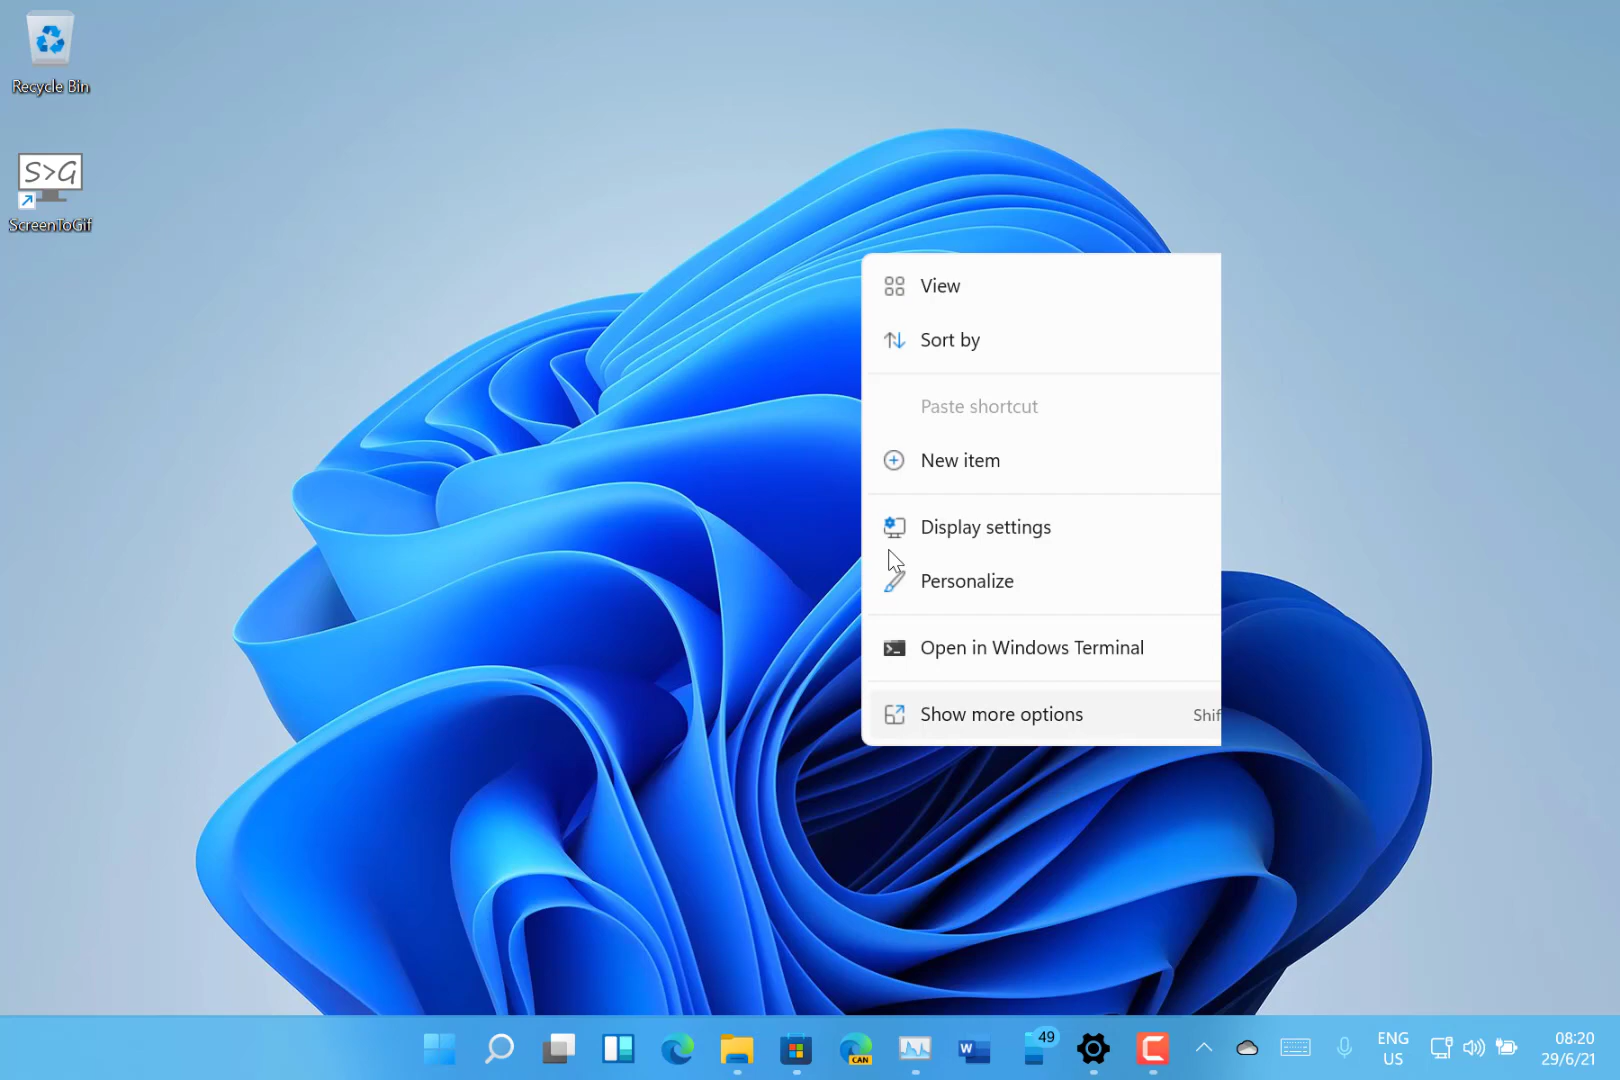 Recycle Bin
S>G
ScreenToGif
View
Sort by
Paste shortcut
New item
Display settings
Personalize
Open in Windows Terminal
Show more options Shif
CAN
W
49
ENG
US
08:20
29/6/21